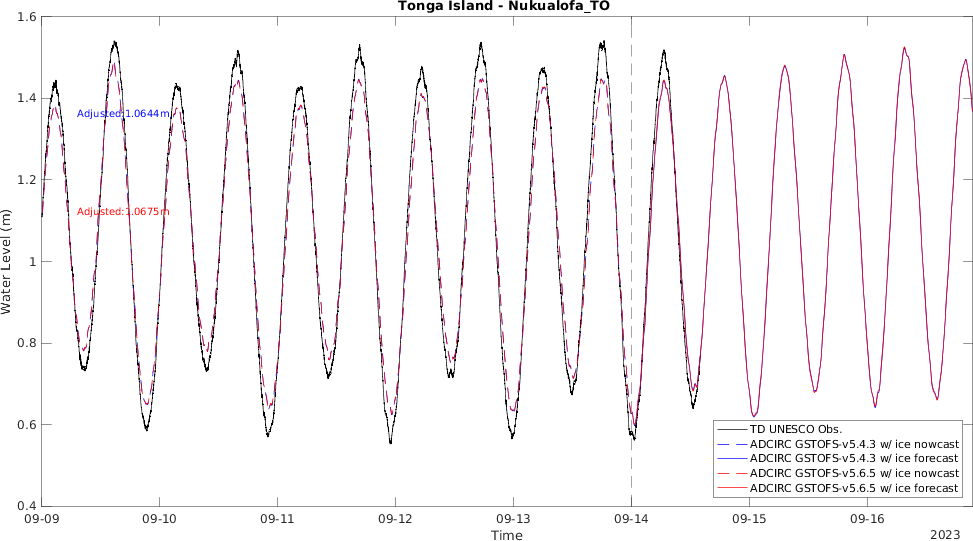 Tonga Island - Nukualofa_TO
1.6
1.4
1.2
1
0.8
0.6
0.4
Water Level (m)
Adjusted:1.0644m
Adjusted:1.0675m
TD UNESCO Obs.
ADCIRC GSTOFS-v5.4.3 w/ ice nowcast
ADCIRC GSTOFS-v5.4.3 w/ ice forecast
ADCIRC GSTOFS-v5.6.5 w/ ice nowcast
ADCIRC GSTOFS-v5.6.5 w/ ice forecast
09-09 09-10 09-11 09-12 09-13 09-14 09-15 09-16
Time
2023